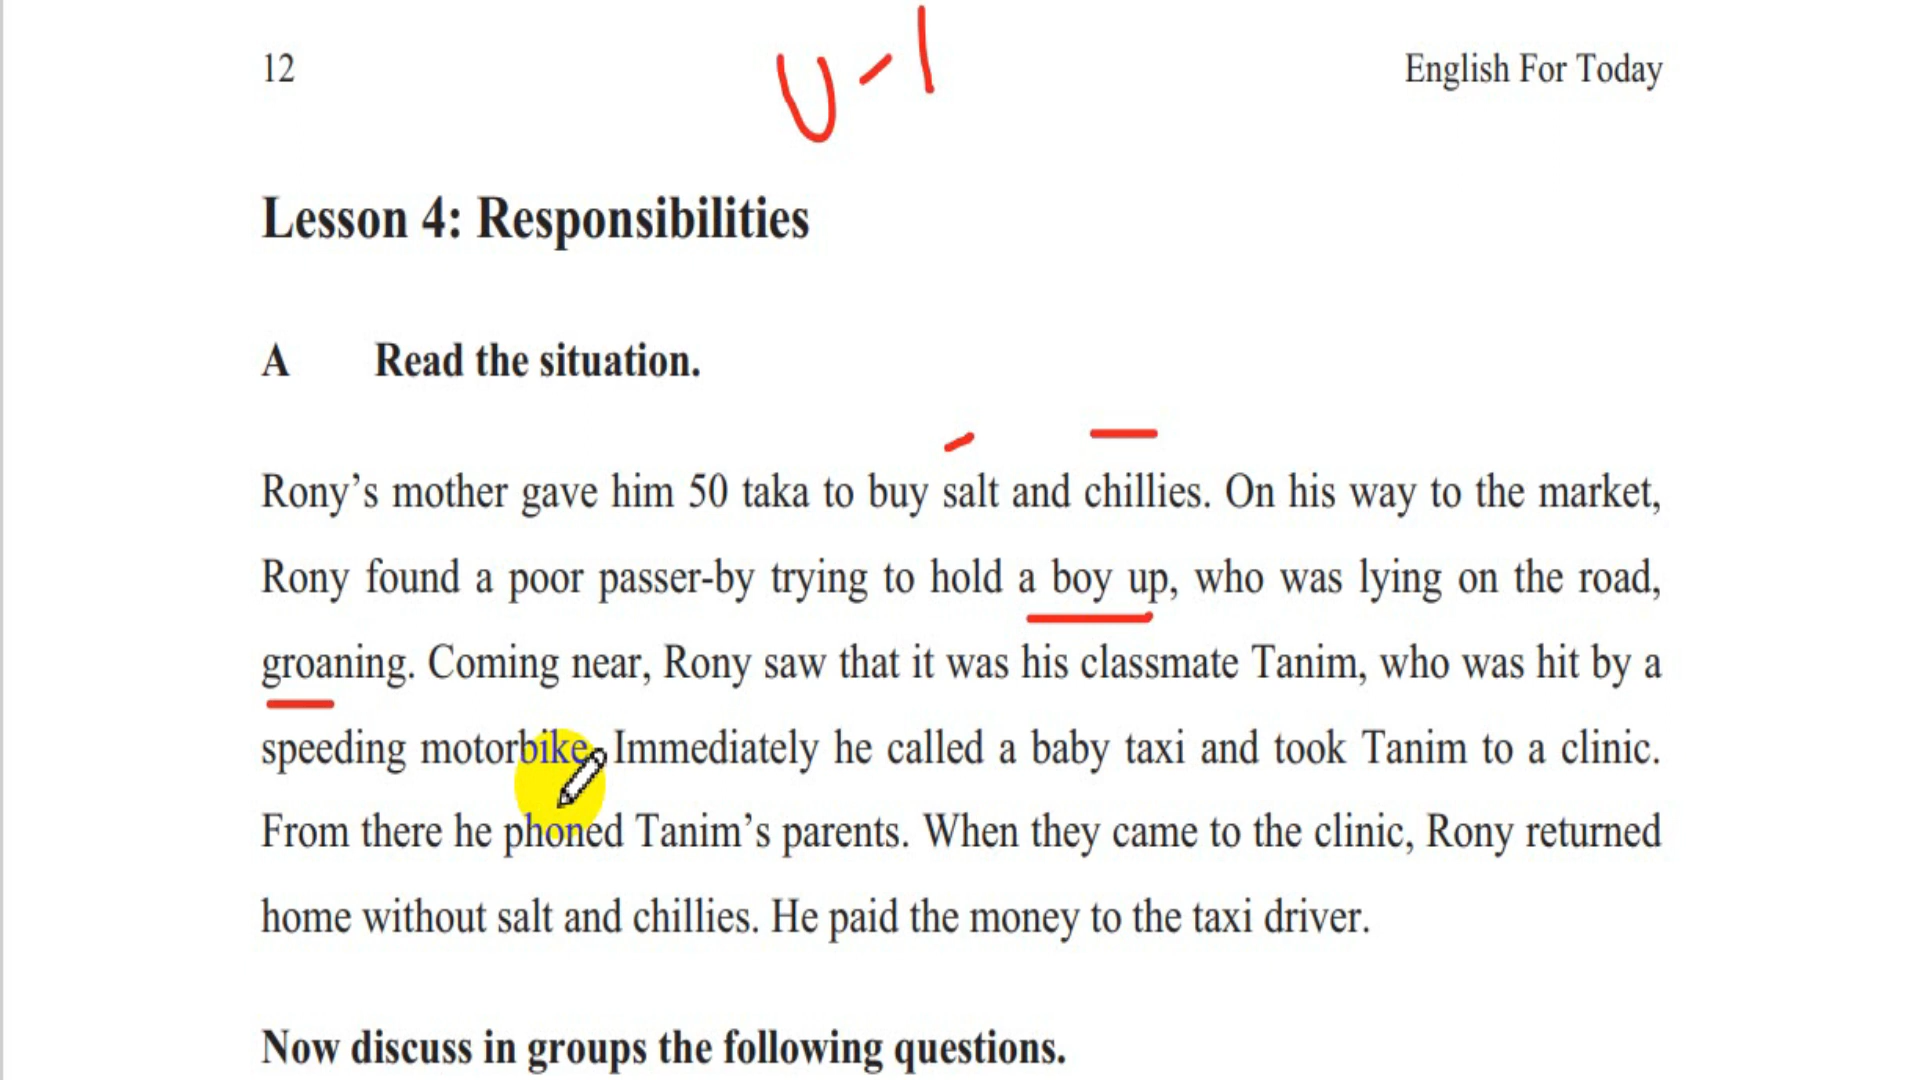 12 U-1 English For Today
Lesson 4: Responsibilities
A Read the situation.
Rony’s mother gave him 50 taka to buy salt and chillies. On his way to the market,
Rony found a poor passer-by trying to hold a boy up, who was lying on the road,
groaning. Coming near, Rony saw that it was his classmate Tanim, who was hit by a
speeding motorbike. Immediately he called a baby taxi and took Tanim to a clinic.
From there he phoned Tanim’s parents. When they came to the clinic, Rony returned
home without salt and chillies. He paid the money to the taxi driver.
Now discuss in groups the following questions.